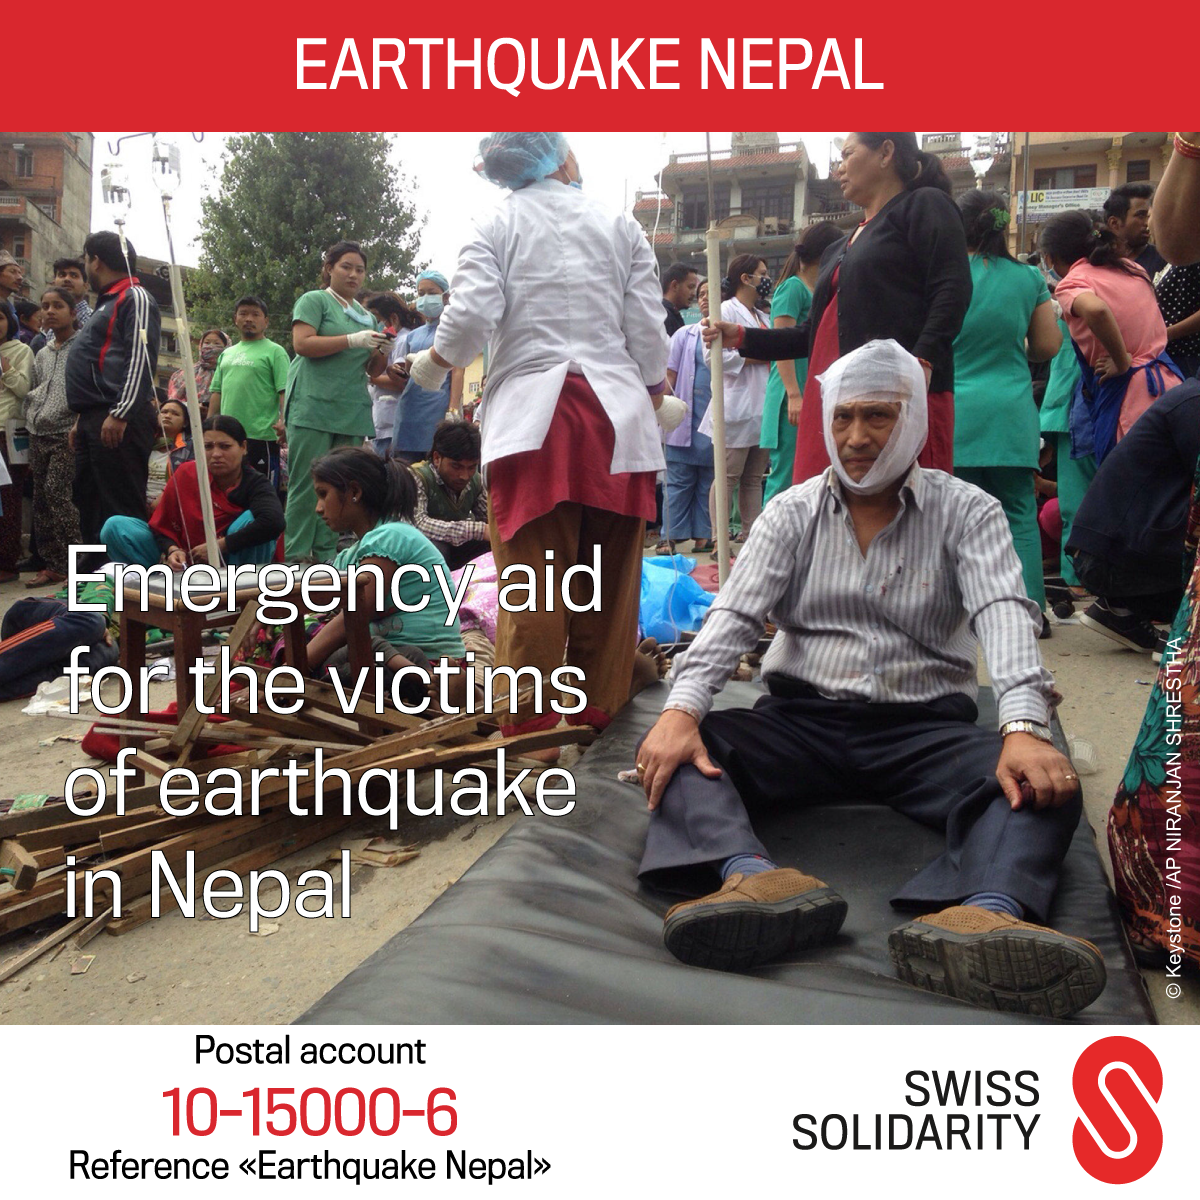 EARTHQUAKE NEPAL
LIC
Emergency aid
for the victims
of earthquake
in Nepal
© Keystone /AP NIRANJAN SHRESTHA
Postal account
10-15000-6
Reference «Earthquake Nepal»
SWISS
SOLIDARITY